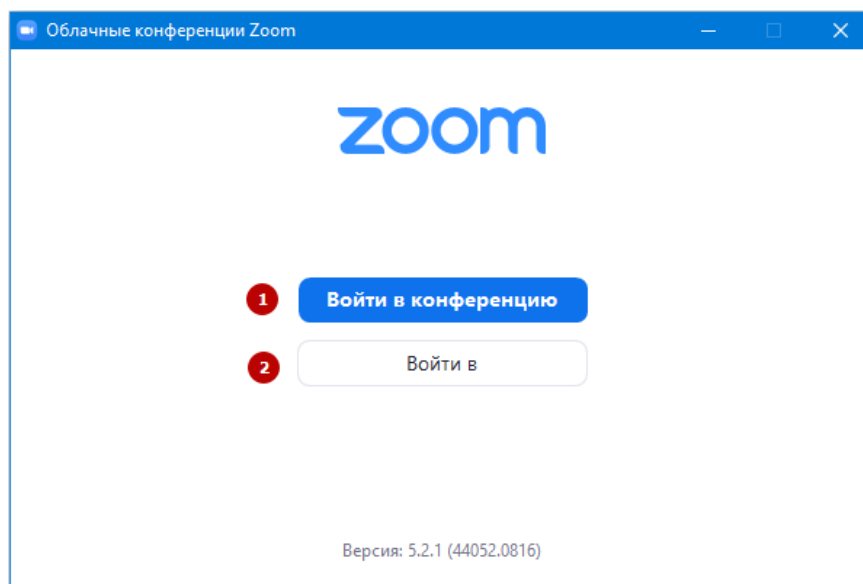 Облачные конференции Zoom
zoom
1 Войти в конференцию
2 Войти в
Версия: 5.2.1 (44052.0816)